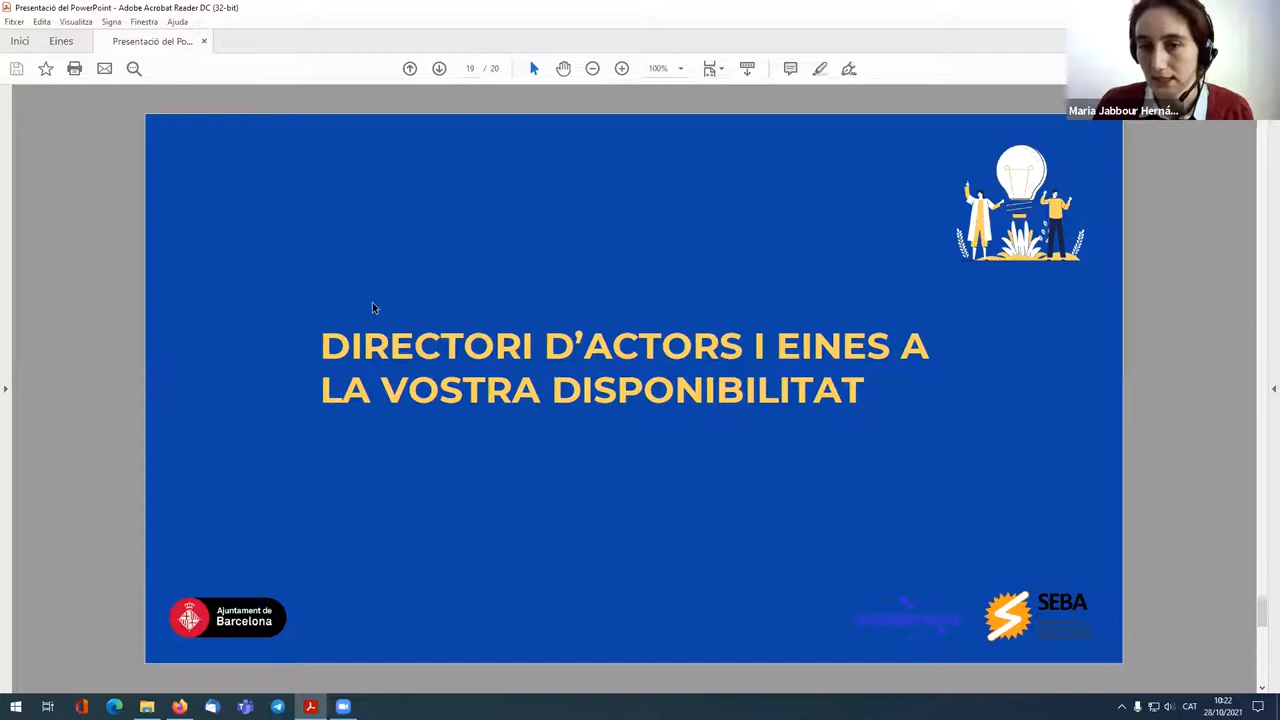 Presentació del PowerPoint - Adobe Acrobat Reader DC (32-bit)
Fitxer Edita Visualitza Signa Finestra Ajuda
Inici Eines Presentació del Po... ×
19 / 20 100%
Maria Jabbour Herná...
DIRECTORI D’ACTORS I EINES A
LA VOSTRA DISPONIBILITAT
Ajuntament de
Barcelona
SEBA
CAT
10:22
28/10/2021